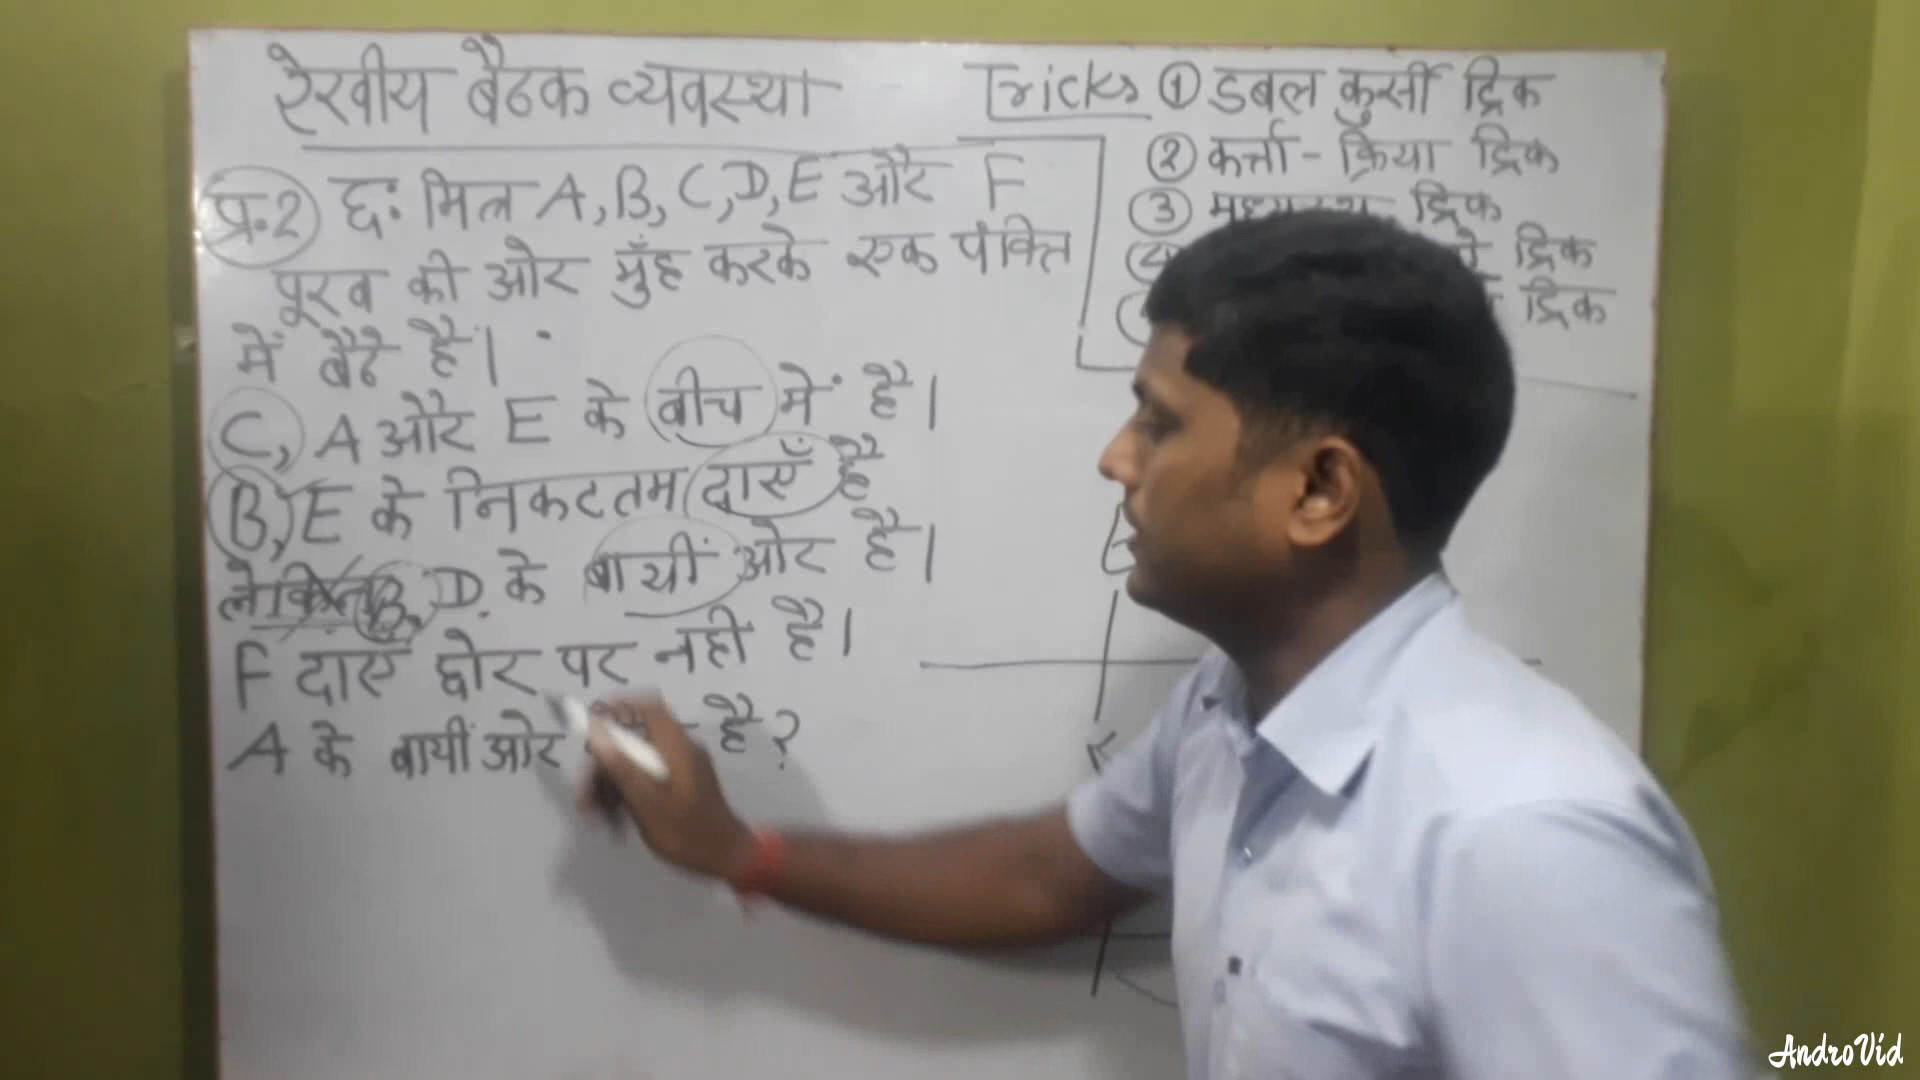 रेखीय बैठक व्यवस्था
प्र.2 छः मित्र A, B, C, D, E और F
पूरब की ओर मुँह करके एक पंक्ति
में बैठे हैं।
C, A और E के बीच में है।
B, E के निकटतम दाएँ है
B, D के बायीं ओर है।
F दाएँ छोर पर नहीं है।
A के बायीं ओर है?
Tricks ① डबल कुर्सी ट्रिक
② कर्त्ता - क्रिया ट्रिक
③ मध्यस्थ ट्रिक
ट्रिक
ट्रिक
AndroVid